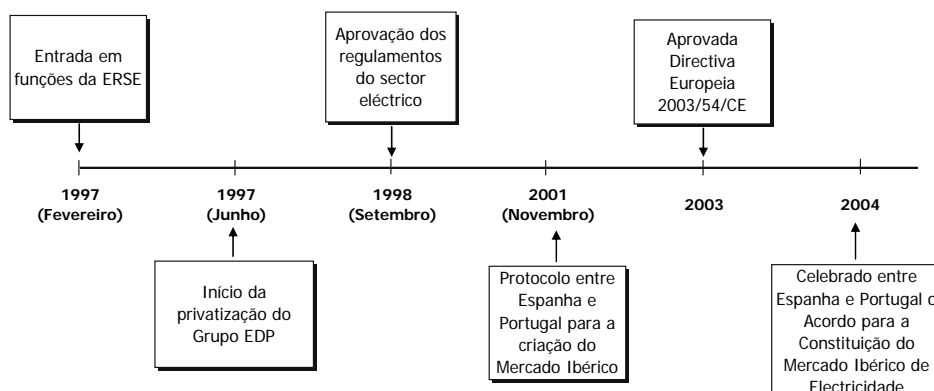 Entrada em
funções da ERSE
Aprovação dos
regulamentos
do sector
eléctrico
Aprovada
Directiva
Europeia
2003/54/CE
1997
(Fevereiro)
1997
(Junho)
1998
(Setembro)
2001
(Novembro)
2003
2004
Início da
privatização do
Grupo EDP
Protocolo entre
Espanha e
Portugal para a
criação do
Mercado Ibérico
Celebrado entre
Espanha e Portugal o
Acordo para a
Constituição do
Mercado Ibérico de
Electricidade